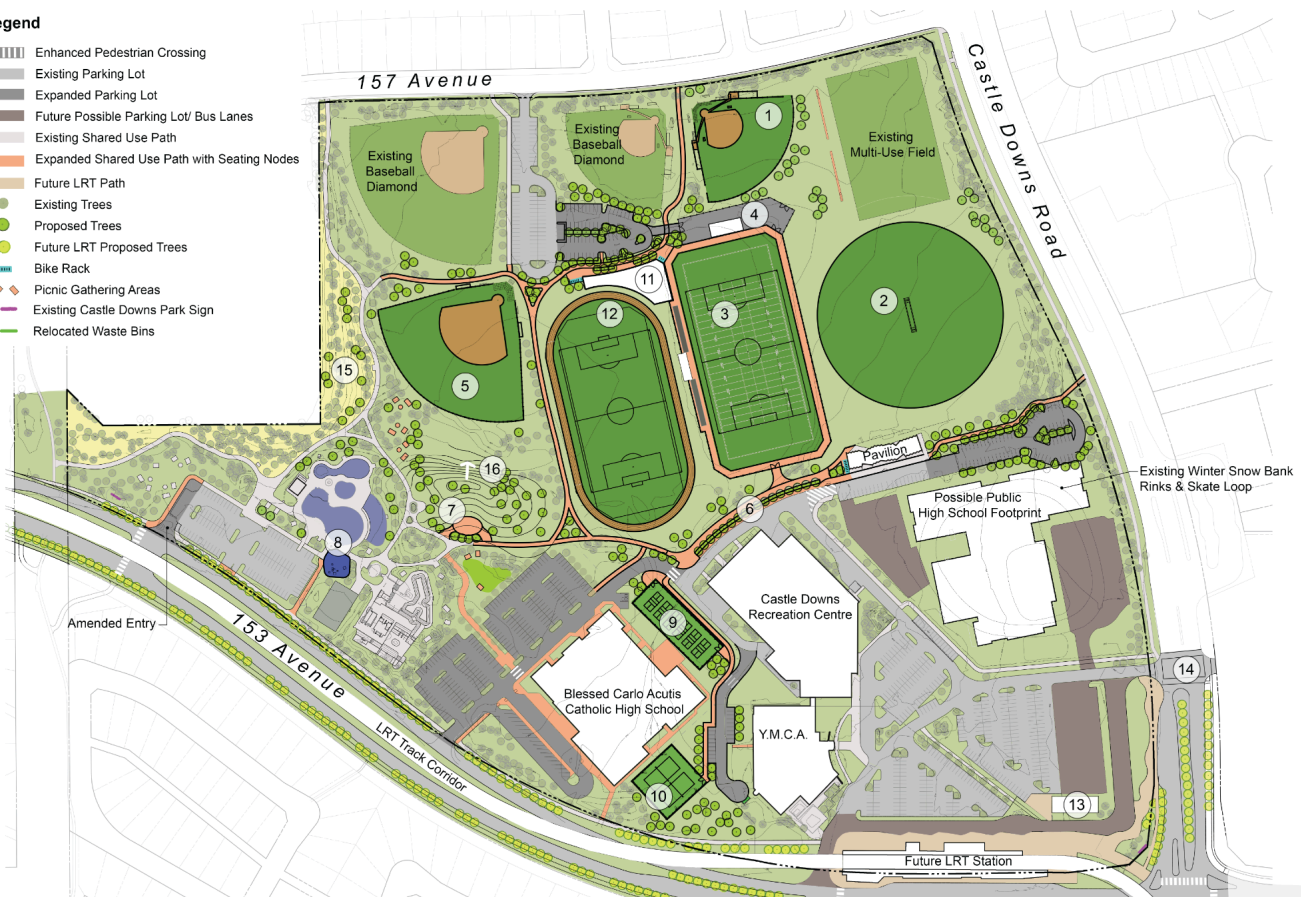 egend
Enhanced Pedestrian Crossing
Existing Parking Lot
Expanded Parking Lot
Future Possible Parking Lot/ Bus Lanes
Existing Shared Use Path
Expanded Shared Use Path with Seating Nodes
Future LRT Path
Existing Trees
Proposed Trees
Future LRT Proposed Trees
Bike Rack
Picnic Gathering Areas
Existing Castle Downs Park Sign
Relocated Waste Bins
157 Avenue
Castle Downs Road
Existing
Baseball
Diamond
Existing
Baseball
Diamond
1
Existing
Multi-Use Field
4
11
2
3
12
5
15
16
7
6
8
Pavilion
Existing Winter Snow Bank
Rinks & Skate Loop
Possible Public
High School Footprint
Castle Downs
Recreation Centre
9
Amended Entry
153 Avenue
LRT Track Corridor
Blessed Carlo Acutis
Catholic High School
Y.M.C.A.
14
10
13
Future LRT Station